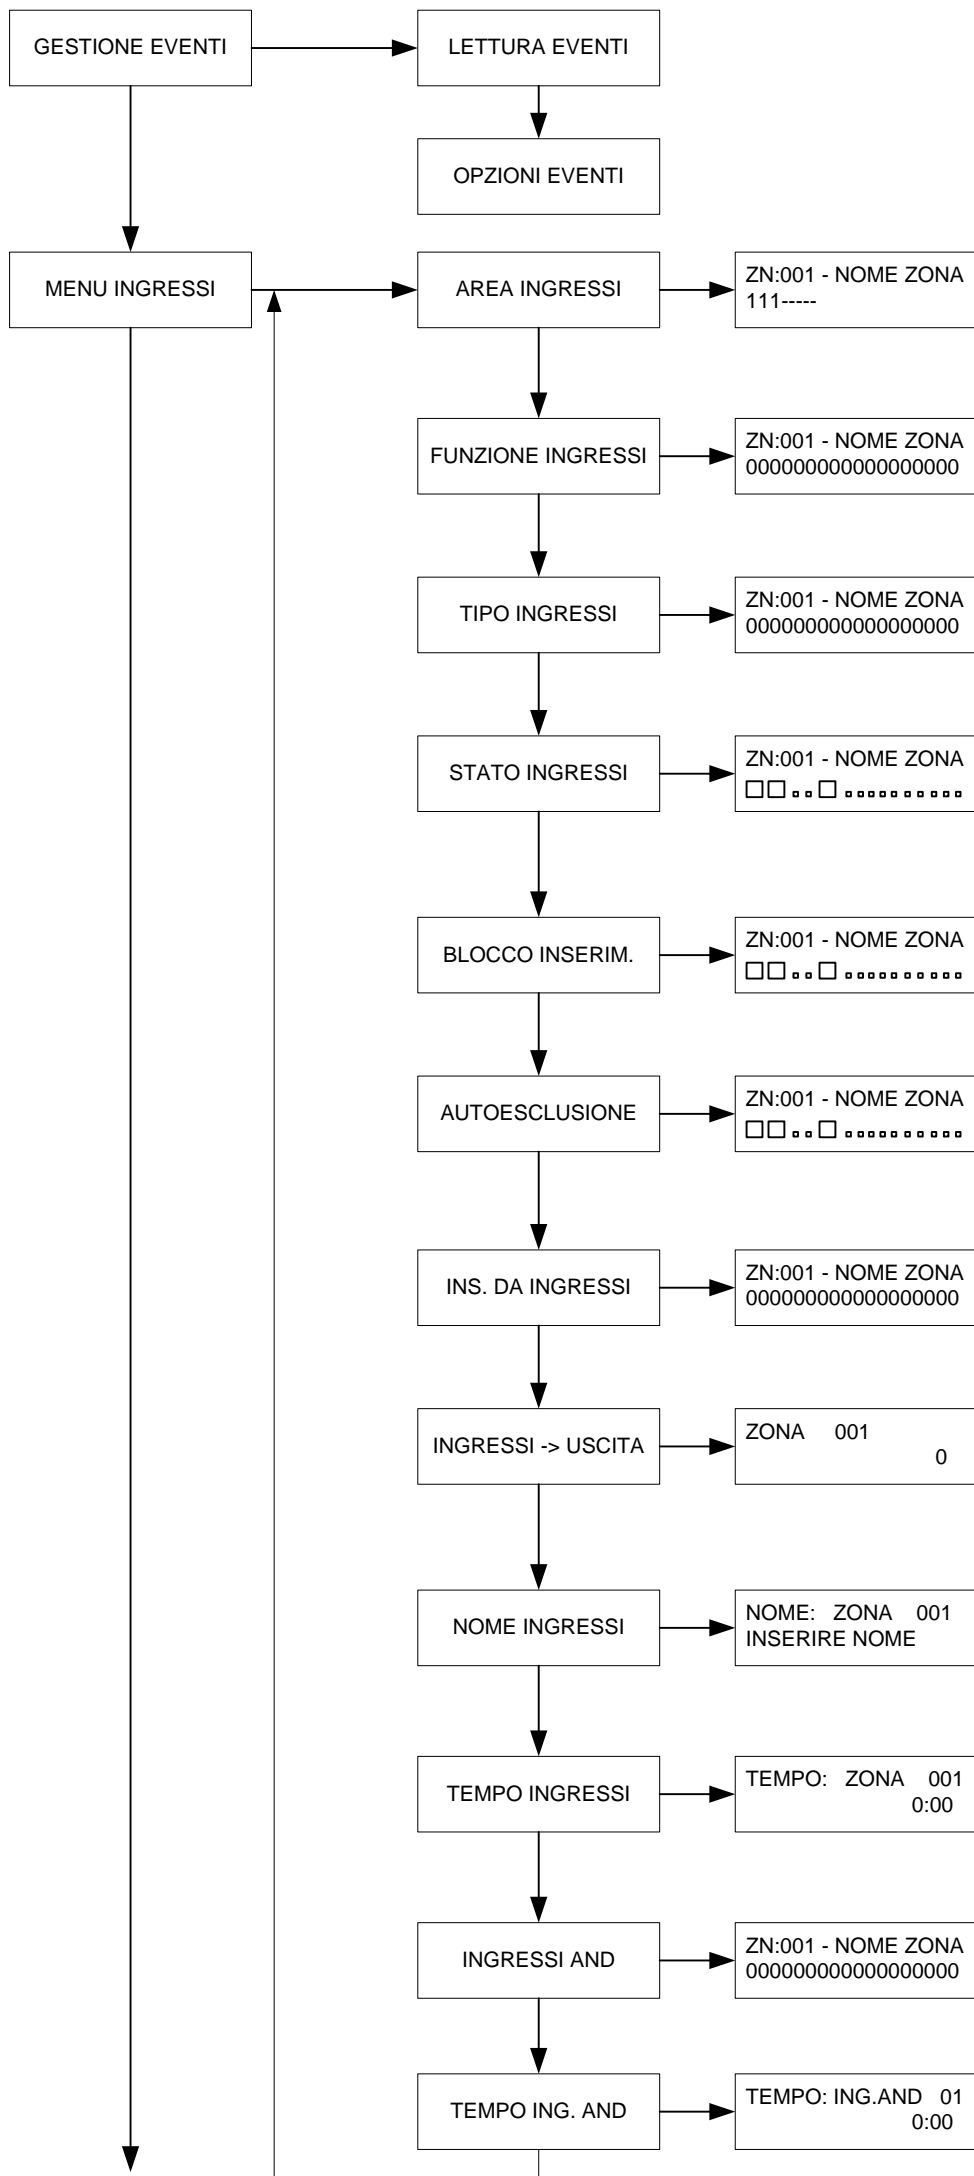 GESTIONE EVENTI
LETTURA EVENTI
OPZIONI EVENTI
MENU INGRESSI
AREA INGRESSI
ZN:001 - NOME ZONA
111-----
FUNZIONE INGRESSI
ZN:001 - NOME ZONA
000000000000000000
TIPO INGRESSI
ZN:001 - NOME ZONA
000000000000000000
STATO INGRESSI
ZN:001 - NOME ZONA
BLOCCO INSERIM.
ZN:001 - NOME ZONA
AUTOESCLUSIONE
ZN:001 - NOME ZONA
INS. DA INGRESSI
ZN:001 - NOME ZONA
000000000000000000
INGRESSI -> USCITA
ZONA 001
0
NOME INGRESSI
NOME: ZONA 001
INSERIRE NOME
TEMPO INGRESSI
TEMPO: ZONA 001
0:00
INGRESSI AND
ZN:001 - NOME ZONA
000000000000000000
TEMPO ING. AND
TEMPO: ING.AND 01
0:00